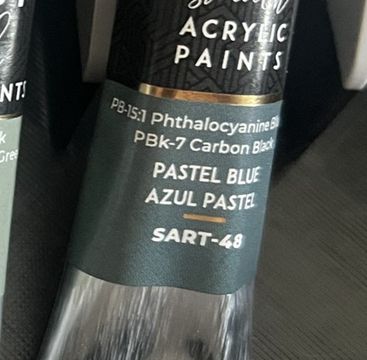 ACRYLIC
PAINTS
PB-15:1 Phthalocyanine
PBk-7 Carbon Black
PASTEL BLUE
AZUL PASTEL
SART-48